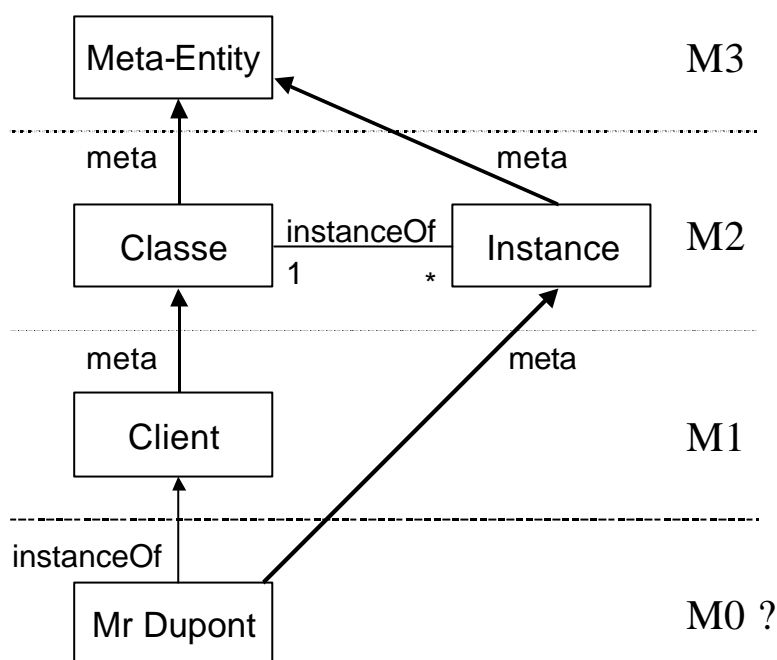 Meta-Entity
M3
meta
meta
Classe
instanceOf
1
*
Instance
M2
meta
meta
Client
M1
instanceOf
Mr Dupont
M0 ?